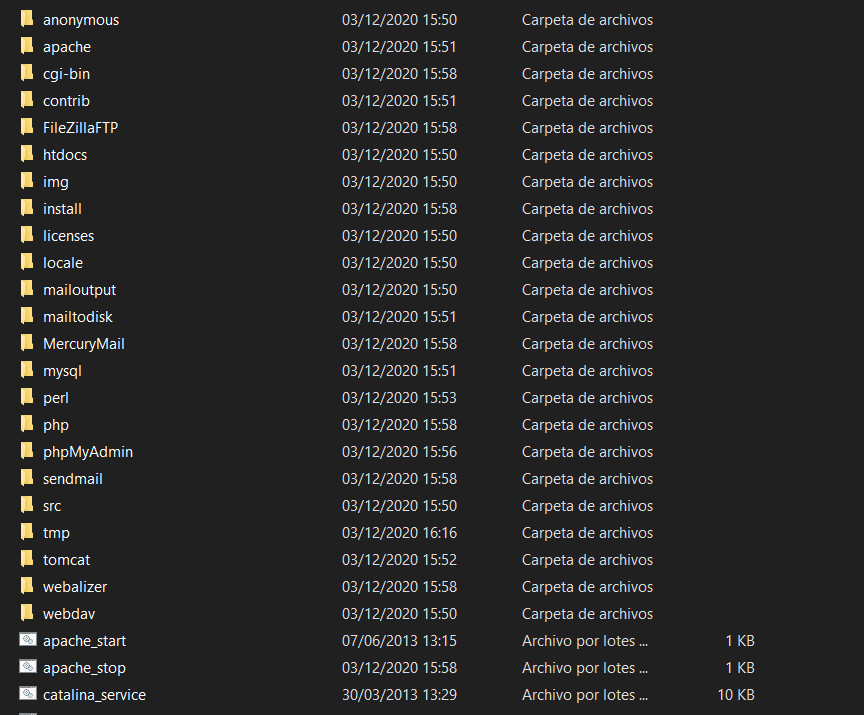 anonymous 03/12/2020 15:50 Carpeta de archivos
apache 03/12/2020 15:51 Carpeta de archivos
cgi-bin 03/12/2020 15:58 Carpeta de archivos
contrib 03/12/2020 15:51 Carpeta de archivos
FileZillaFTP 03/12/2020 15:58 Carpeta de archivos
htdocs 03/12/2020 15:50 Carpeta de archivos
img 03/12/2020 15:50 Carpeta de archivos
install 03/12/2020 15:58 Carpeta de archivos
licenses 03/12/2020 15:50 Carpeta de archivos
locale 03/12/2020 15:50 Carpeta de archivos
mailoutput 03/12/2020 15:50 Carpeta de archivos
mailtodisk 03/12/2020 15:51 Carpeta de archivos
MercuryMail 03/12/2020 15:58 Carpeta de archivos
mysql 03/12/2020 15:51 Carpeta de archivos
perl 03/12/2020 15:53 Carpeta de archivos
php 03/12/2020 15:58 Carpeta de archivos
phpMyAdmin 03/12/2020 15:56 Carpeta de archivos
sendmail 03/12/2020 15:58 Carpeta de archivos
src 03/12/2020 15:50 Carpeta de archivos
tmp 03/12/2020 16:16 Carpeta de archivos
tomcat 03/12/2020 15:52 Carpeta de archivos
webalizer 03/12/2020 15:58 Carpeta de archivos
webdav 03/12/2020 15:50 Carpeta de archivos
apache_start 07/06/2013 13:15 Archivo por lotes ... 1 KB
apache_stop 03/12/2020 15:58 Archivo por lotes ... 1 KB
catalina_service 30/03/2013 13:29 Archivo por lotes ... 10 KB